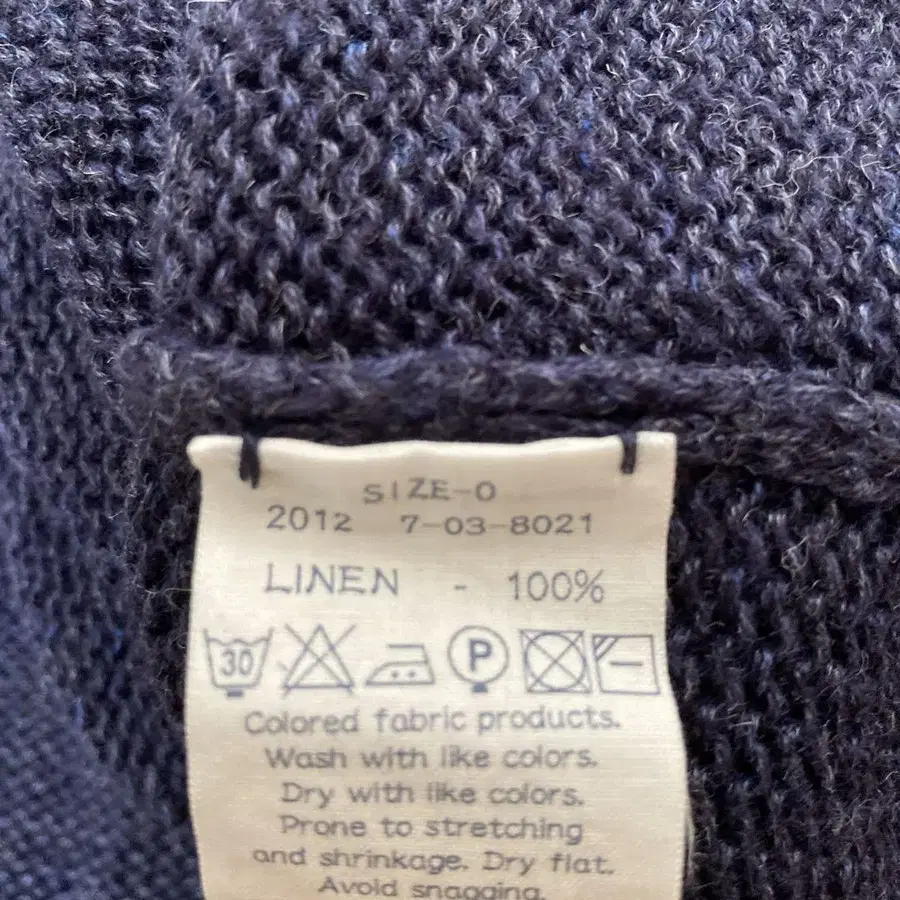 SIZE-0
2012 7-03-8021
LINEN - 100%
30 P
Colored fabric products.
Wash with like colors.
Dry with like colors.
Prone to stretching
and shrinkage. Dry flat.
Avoid snagging.